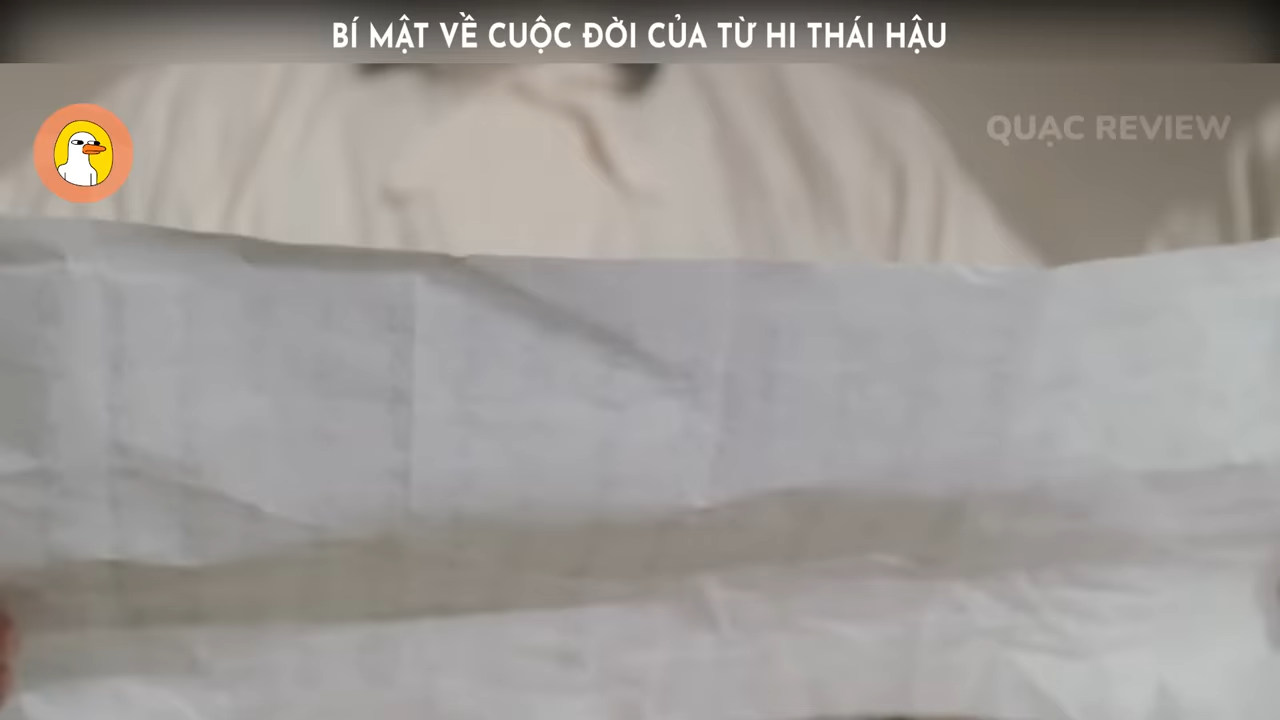 BÍ MẬT VỀ CUỘC ĐỜI CỦA TỪ HI THÁI HẬU
QUẠC REVIEW